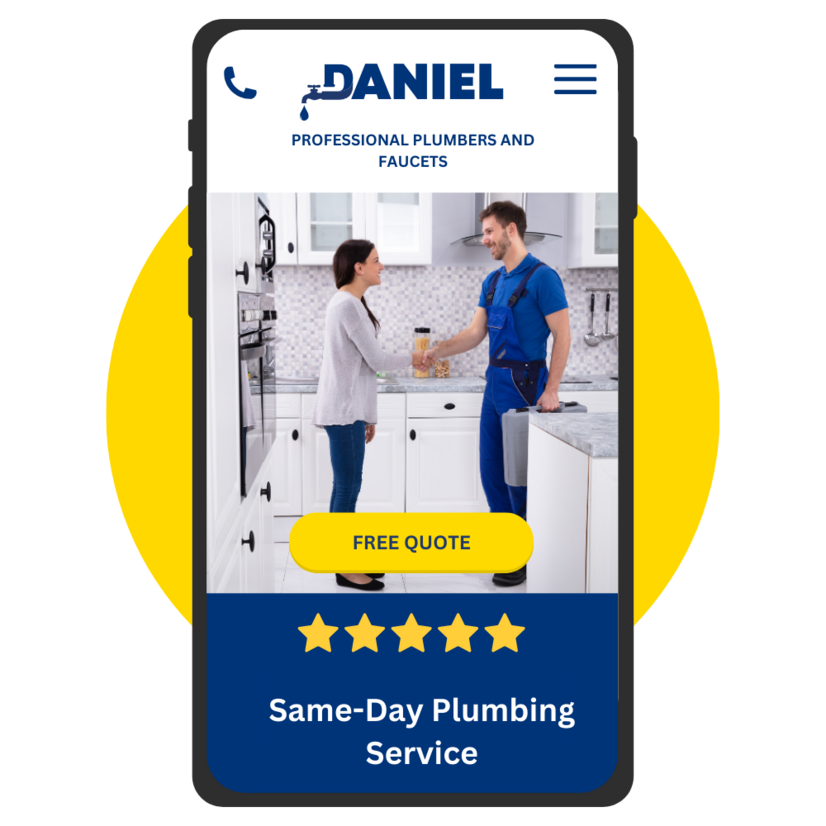 DANIEL
PROFESSIONAL PLUMBERS AND
FAUCETS
FREE QUOTE
Same-Day Plumbing
Service